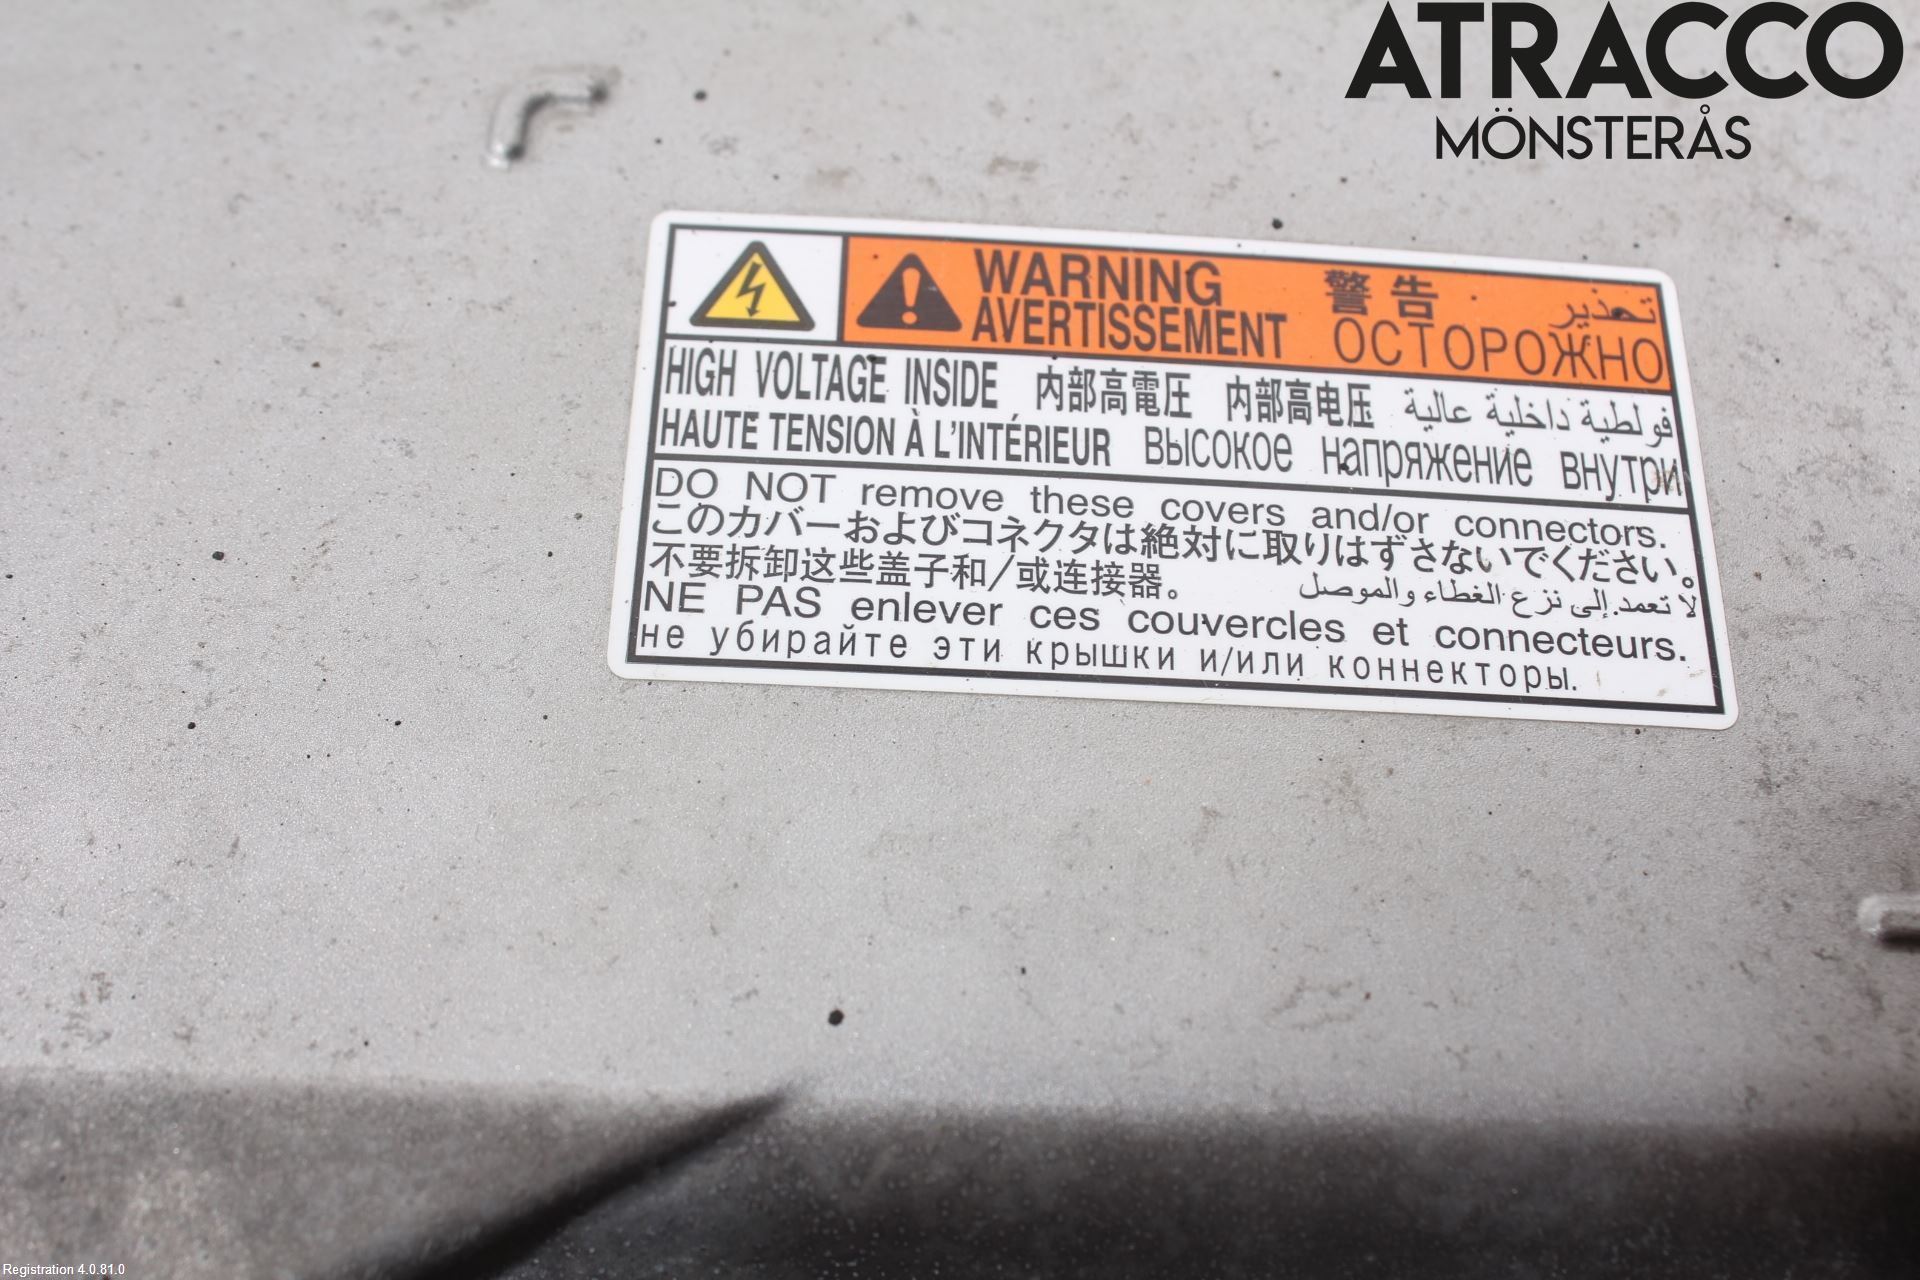 ATRACCO
MÖNSTERÅS
WARNING 警告 تحذير
AVERTISSEMENT ОСТОРОЖНО
HIGH VOLTAGE INSIDE 内部高電圧 内部高电压 فولطية داخلية عالية
HAUTE TENSION À L'INTÉRIEUR Высокое напряжение внутри
DO NOT remove these covers and/or connectors.
このカバーおよびコネクタは絶対に取りはずさないでください。
不要拆卸这些盖子和/或连接器。 لا تعمد إلى نزع الغطاء والموصل
NE PAS enlever ces couvercles et connecteurs.
не убирайте эти крышки и/или коннекторы.
Registration 4.0.81.0